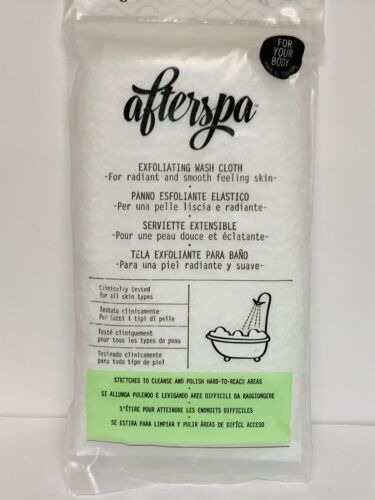 FOR
YOUR
BODY
afterspa
EXFOLIATING WASH CLOTH
-For radiant and smooth feeling skin-
PANNO ESFOLIANTE ELASTICO
-Per una pelle liscia e radiante-
SERVIETTE EXTENSIBLE
-Pour une peau douce et éclatante-
TELA EXFOLIANTE PARA BAÑO
-Para una piel radiante y suave-
Clinically tested
for all skin types
Testato clinicamente
Per tutti i tipi di pelle
Testé cliniquement
pour tous les types de peau
Testeado clinicamente
para todo tipo de piel
STRETCHES TO CLEANSE AND POLISH HARD-TO-REACH AREAS
SI ALLUNGA PULENDO E LEVIGANDO AREE DIFFICILI DA RAGGIUNGERE
S'ÉTIRE POUR ATTEINDRE LES ENDROITS DIFFICILES
SE ESTIRA PARA LIMPIAR Y PULIR ÁREAS DE DIFÍCL ACCESO